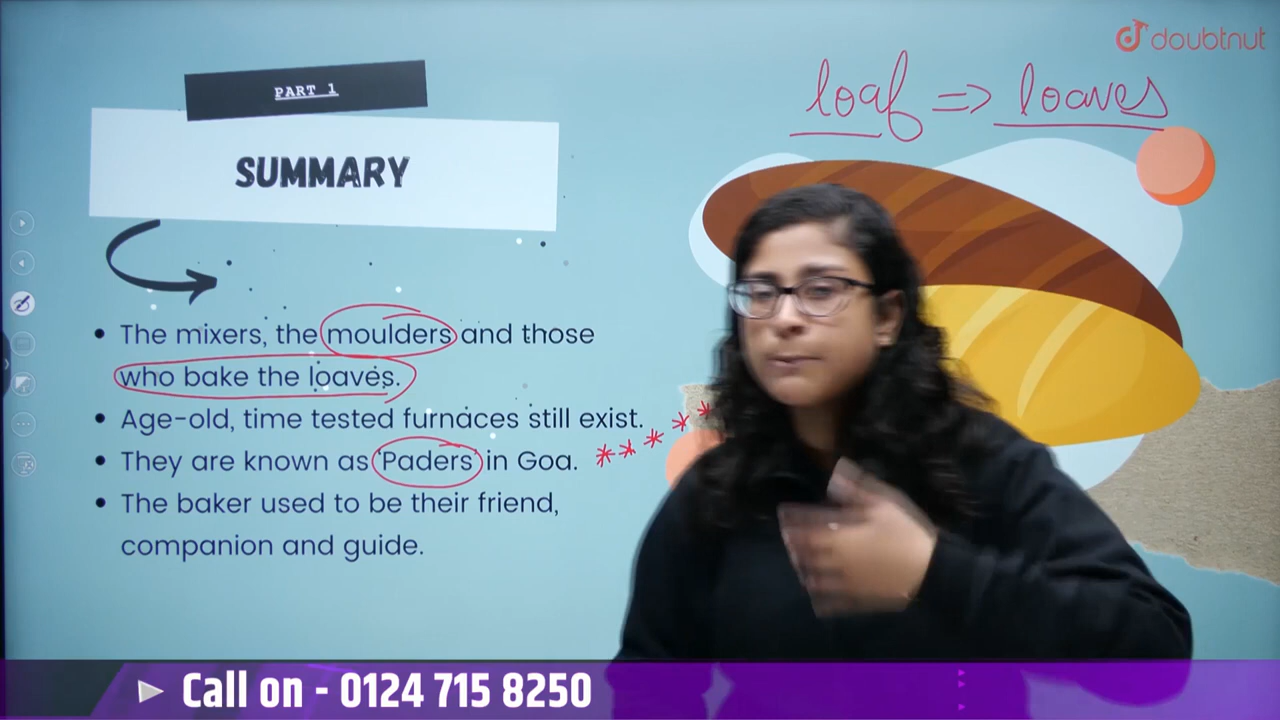 doubtnut
loaf => loaves
PART 1
SUMMARY
• The mixers, the moulders and those
who bake the loaves.
• Age-old, time tested furnaces still exist.
• They are known as 'Paders' in Goa. *****
• The baker used to be their friend,
companion and guide.
Call on - 0124 715 8250